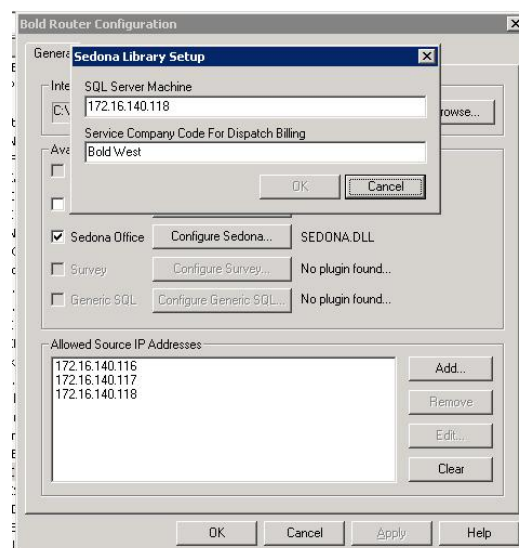 Bold Router Configuration
Sedona Library Setup
SQL Server Machine
172.16.140.118
Service Company Code For Dispatch Billing
Bold West
OK Cancel
Sedona Office Configure Sedona... SEDONA.DLL
Survey Configure Survey... No plugin found...
Generic SQL Configure Generic SQL... No plugin found...
Allowed Source IP Addresses
172.16.140.116
172.16.140.117
172.16.140.118
Add...
Remove
Edit...
Clear
OK Cancel Apply Help